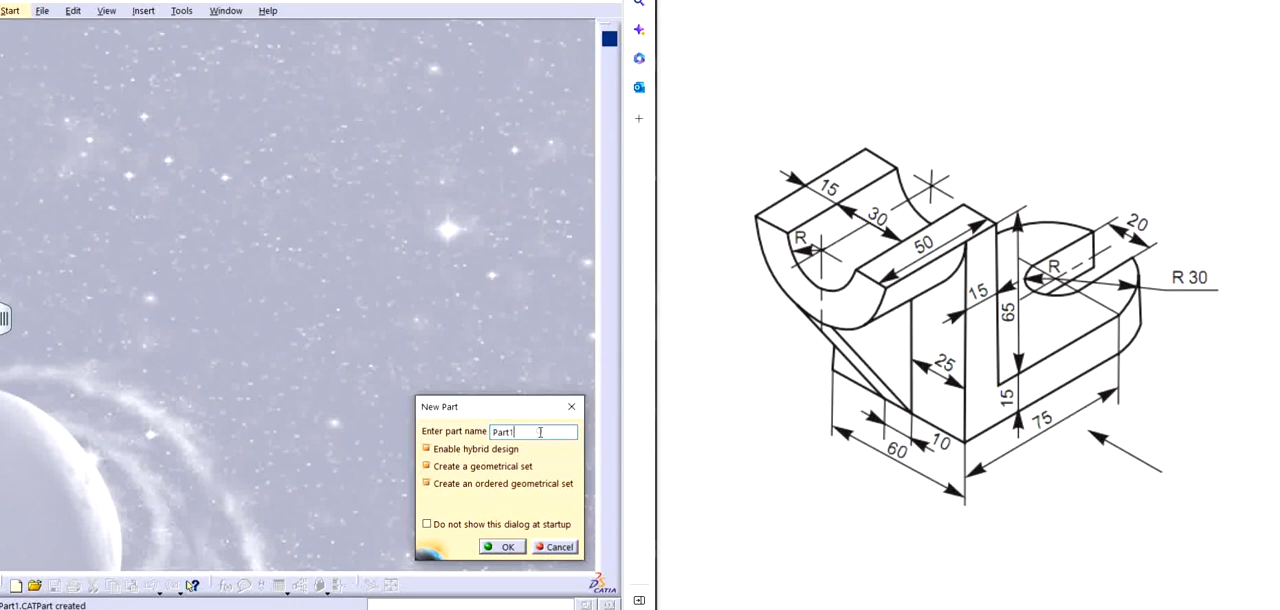 Start File Edit View Insert Tools Window Help
New Part
Enter part name Part1
Enable hybrid design
Create a geometrical set
Create an ordered geometrical set
Do not show this dialog at startup
OK Cancel
CATIA
Part1.CATPart created
15
30
R
50
20
R
R 30
15
65
25
15
75
10
60